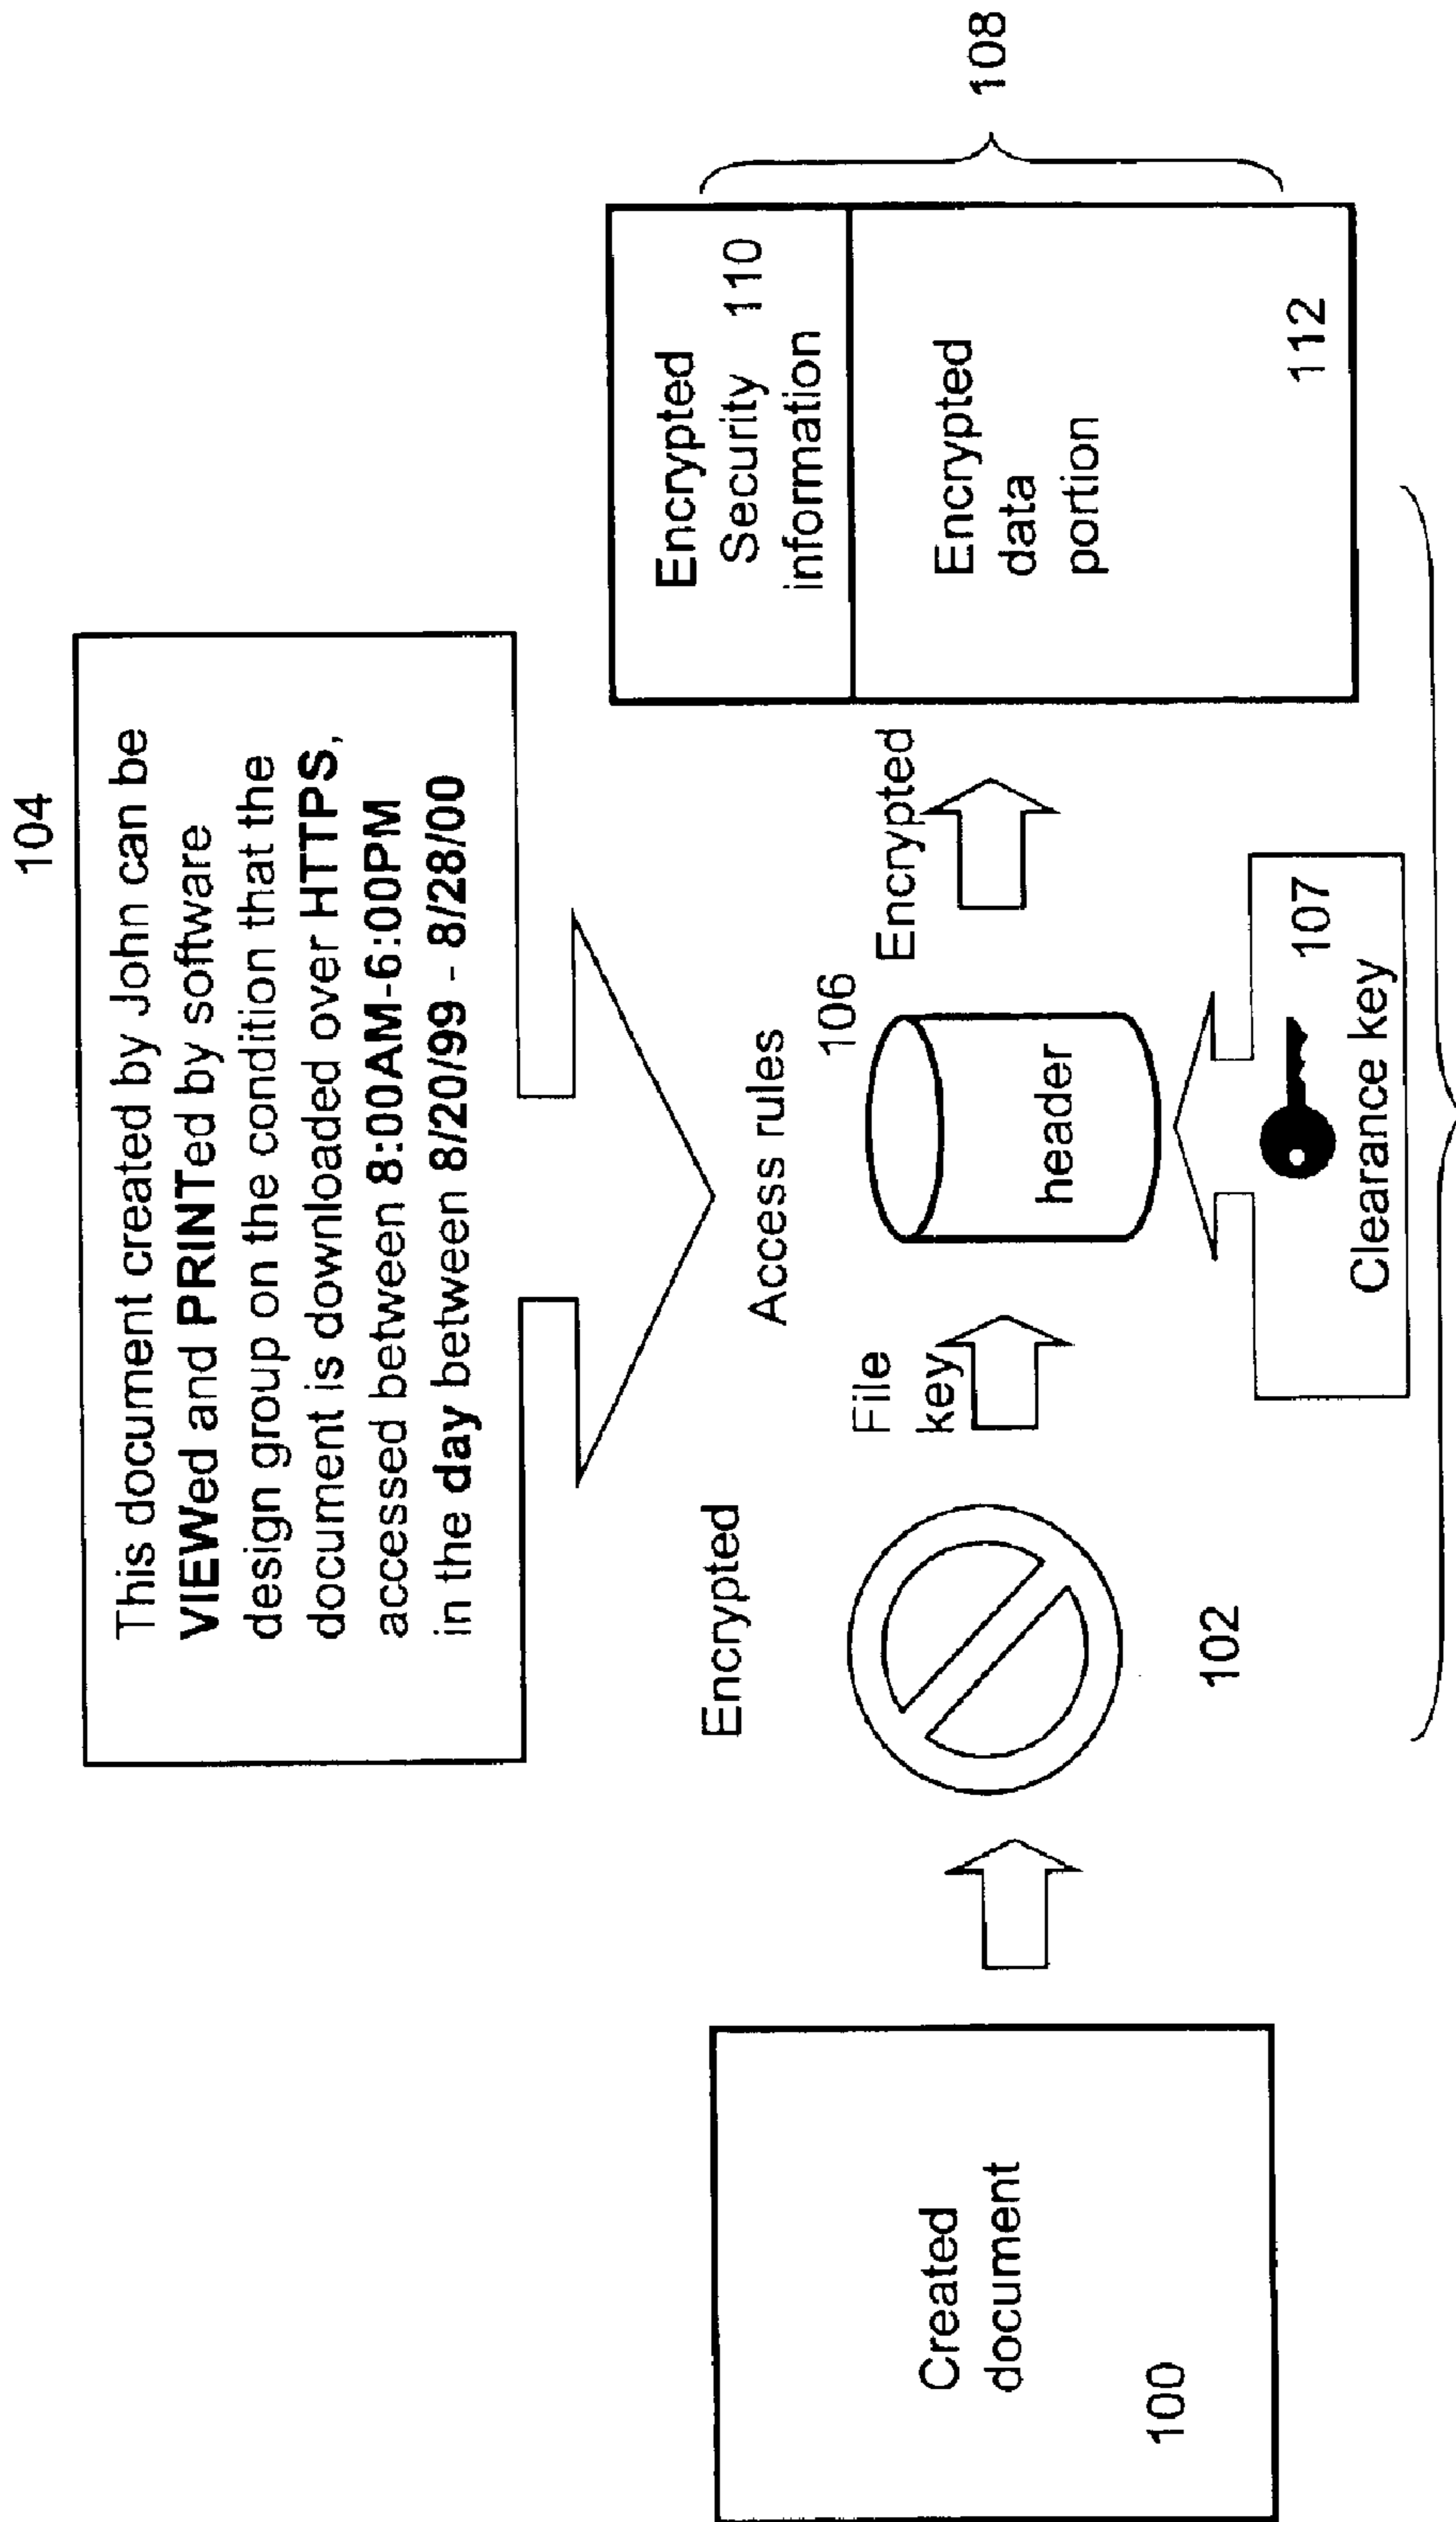 104
This document created by John can be
VIEWed and PRINTed by software
design group on the condition that the
document is downloaded over HTTPS,
accessed between 8:00AM-6:00PM
in the day between 8/20/99 - 8/28/00
Created
document
100
Encrypted
102
File
key
Access rules
106
header
107
Clearance key
Encrypted
Encrypted
Security 110
information
Encrypted
data
portion
112
108